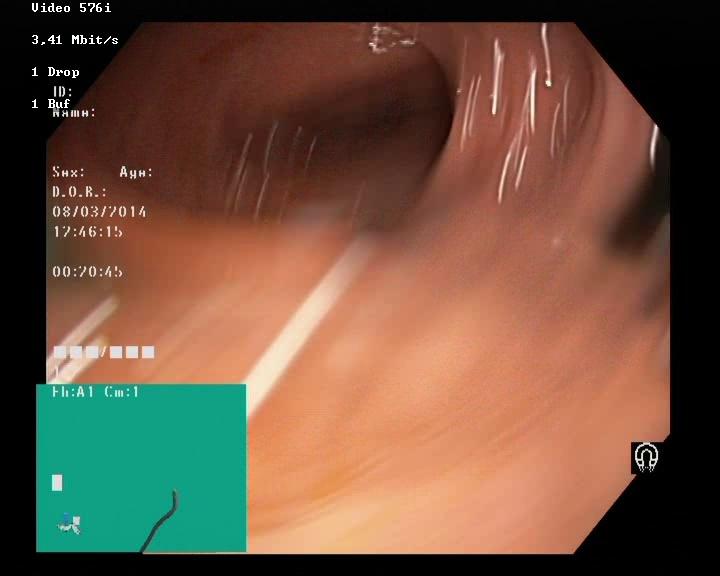 Video 576i
3,41 Mbit/s
1 Drop
ID:
1 Buf
Name:
Sex: Age:
D.O.B.:
08/03/2014
12:46:15
00:20:45
/
Eh:A1 Cm:1